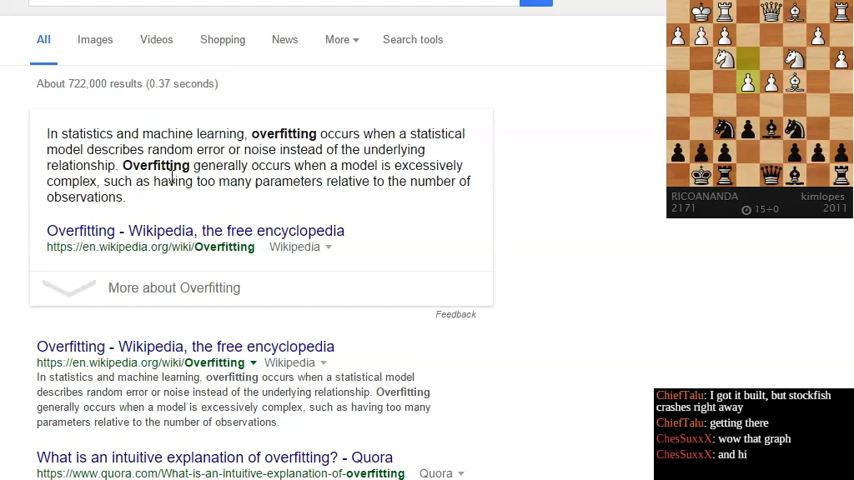 All Images Videos Shopping News More Search tools
About 722,000 results (0.37 seconds)
In statistics and machine learning, overfitting occurs when a statistical
model describes random error or noise instead of the underlying
relationship. Overfitting generally occurs when a model is excessively
complex, such as having too many parameters relative to the number of
observations.
Overfitting - Wikipedia, the free encyclopedia
https://en.wikipedia.org/wiki/Overfitting Wikipedia
More about Overfitting
Feedback
Overfitting - Wikipedia, the free encyclopedia
https://en.wikipedia.org/wiki/Overfitting Wikipedia
In statistics and machine learning, overfitting occurs when a statistical model
describes random error or noise instead of the underlying relationship. Overfitting
generally occurs when a model is excessively complex, such as having too many
parameters relative to the number of observations.
What is an intuitive explanation of overfitting? - Quora
https://www.quora.com/What-is-an-intuitive-explanation-of-overfitting Quora
RICOANANDA kimlopes
2171 15+0 2011
ChiefTalu: I got it built, but stockfish
crashes right away
ChiefTalu: getting there
ChesSuxxX: wow that graph
ChesSuxxX: and hi